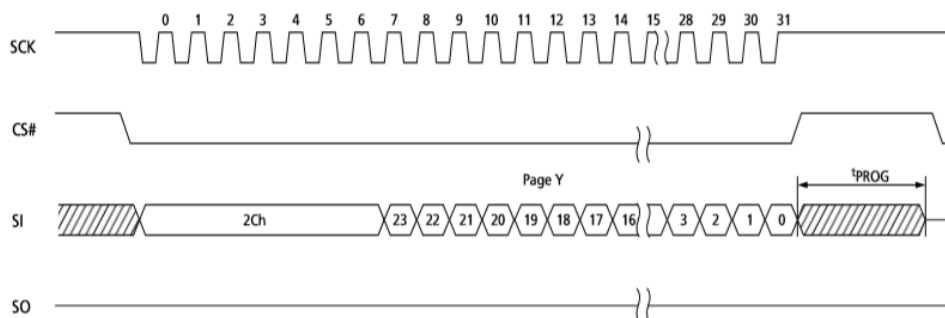 0 1 2 3 4 5 6 7 8 9 10 11 12 13 14 15 28 29 30 31
SCK
CS#
Page Y
tPROG
SI
2Ch 23 22 21 20 19 18 17 16 3 2 1 0
SO